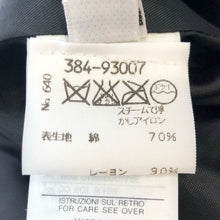 No. 640
384-93007
スチームで浮
かしアイロン
表生地 綿 70%
レーヨン 30%
ISTRUZIONI SUL RETRO
FOR CARE SEE OVER